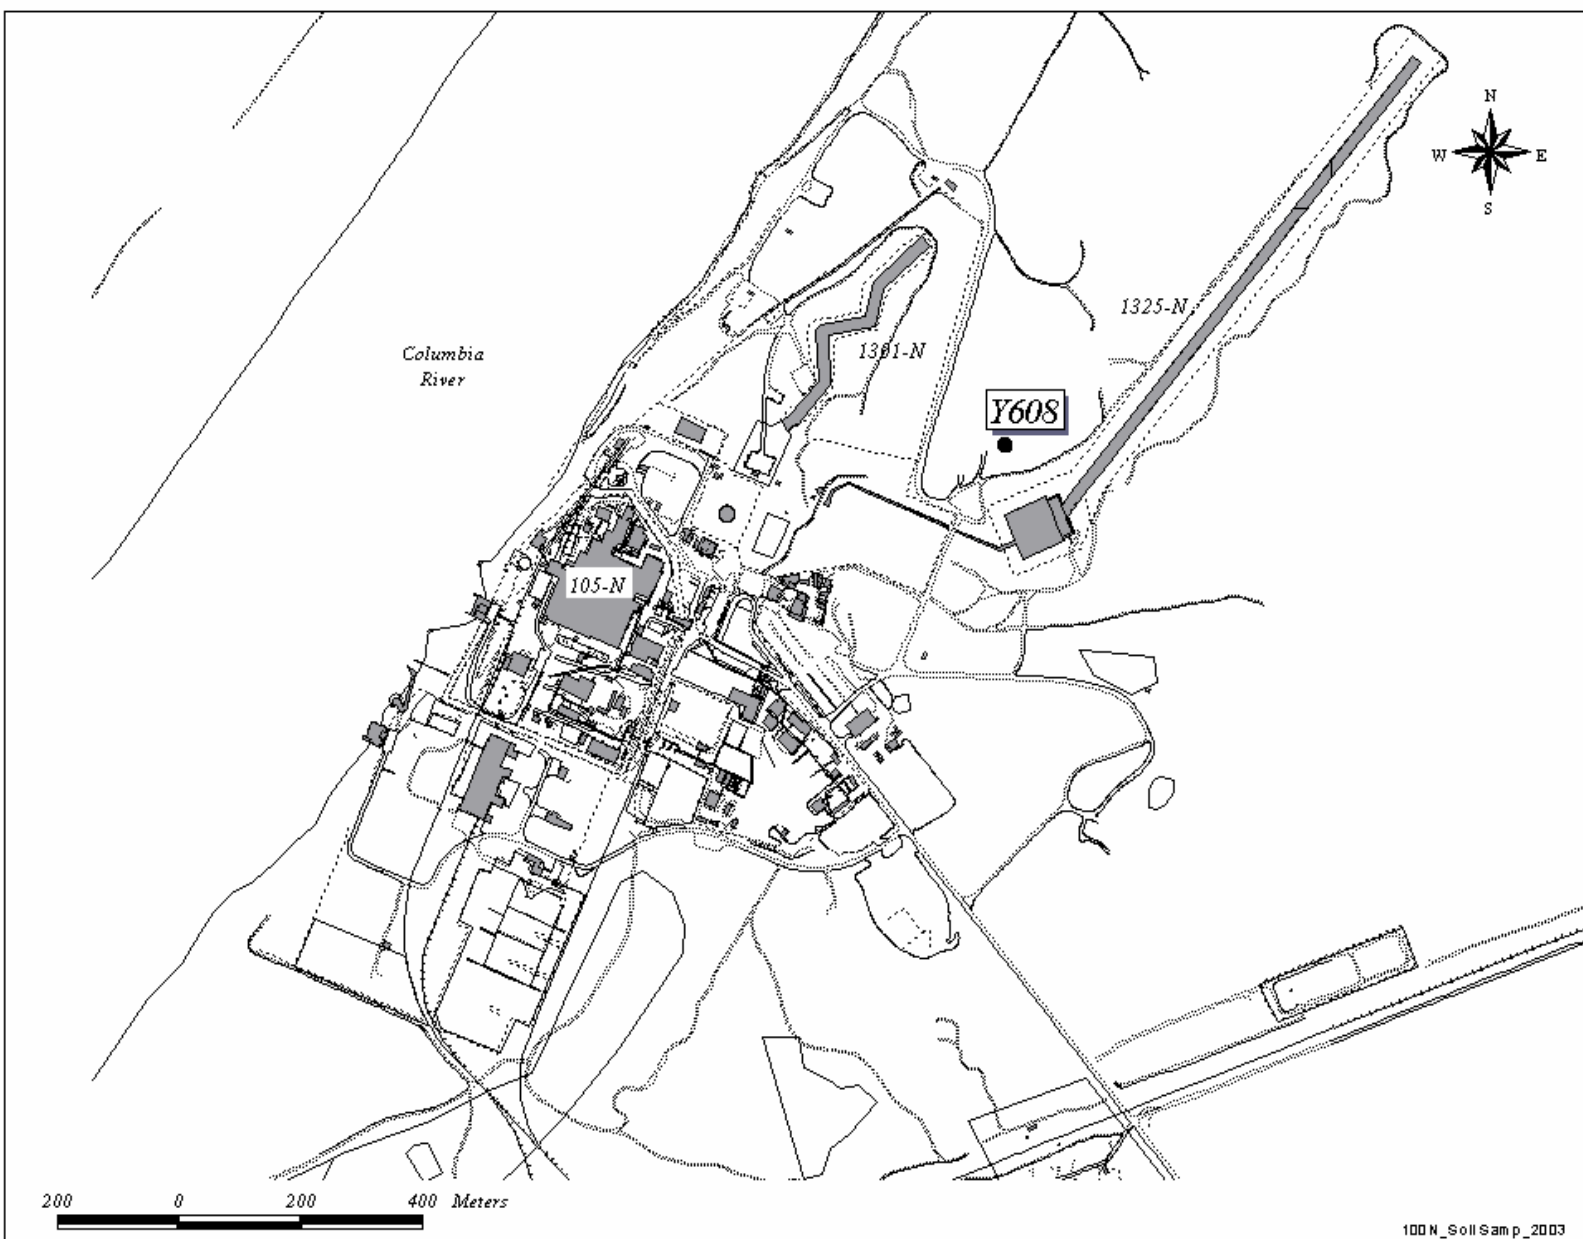 N
W E
S
1325-N
1301-N
Columbia
River
Y608
105-N
200 0 200 400 Meters
100N_SoilSamp_2003